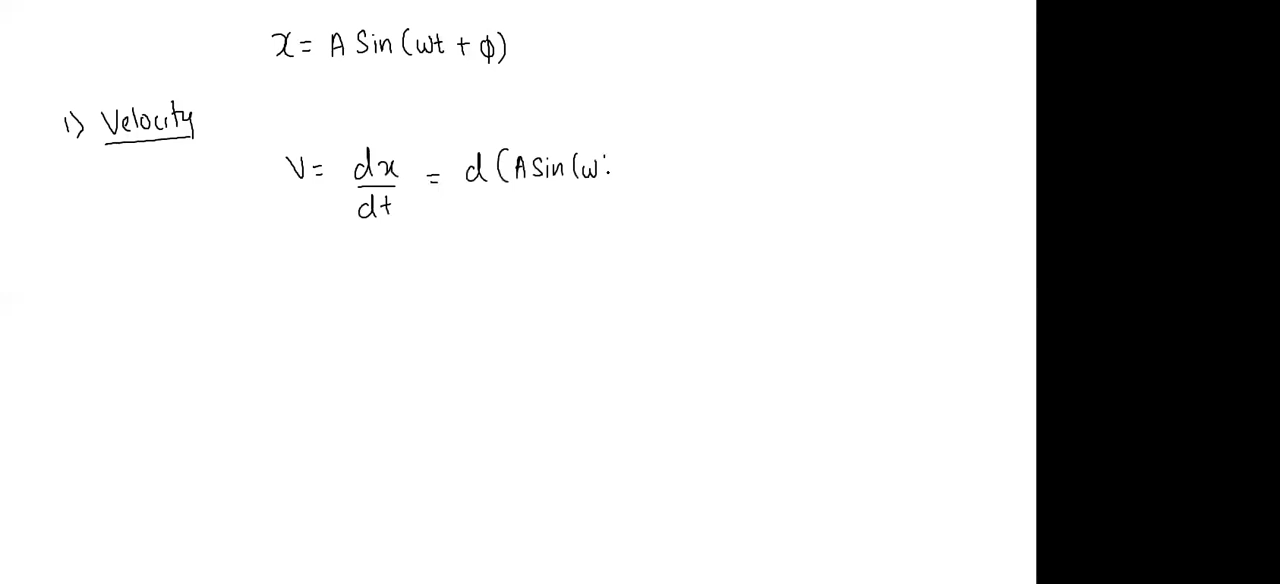 x = A Sin (ωt + φ)
1) Velocity
V = dx/dt = d (A Sin (ω